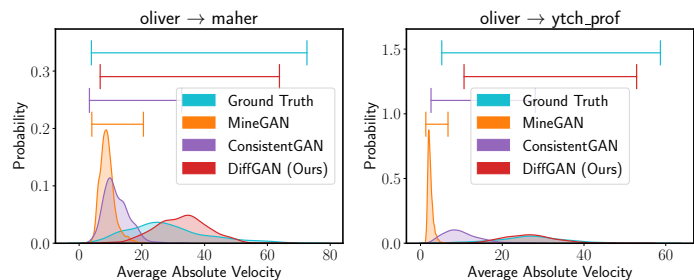 oliver → maher
Probability
0.3
0.2
0.1
0.0
0
20
40
60
80
Average Absolute Velocity
Ground Truth
MineGAN
ConsistentGAN
DiffGAN (Ours)
oliver → ytch_prof
Probability
1.5
1.0
0.5
0.0
0
20
40
60
Average Absolute Velocity
Ground Truth
MineGAN
ConsistentGAN
DiffGAN (Ours)